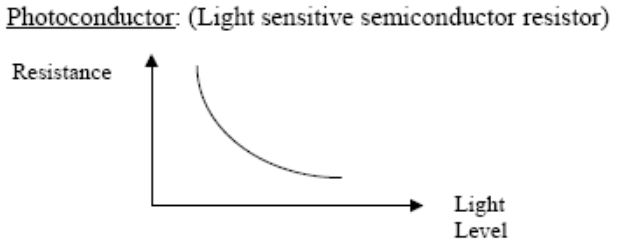 Photoconductor: (Light sensitive semiconductor resistor)
Resistance
Light
Level